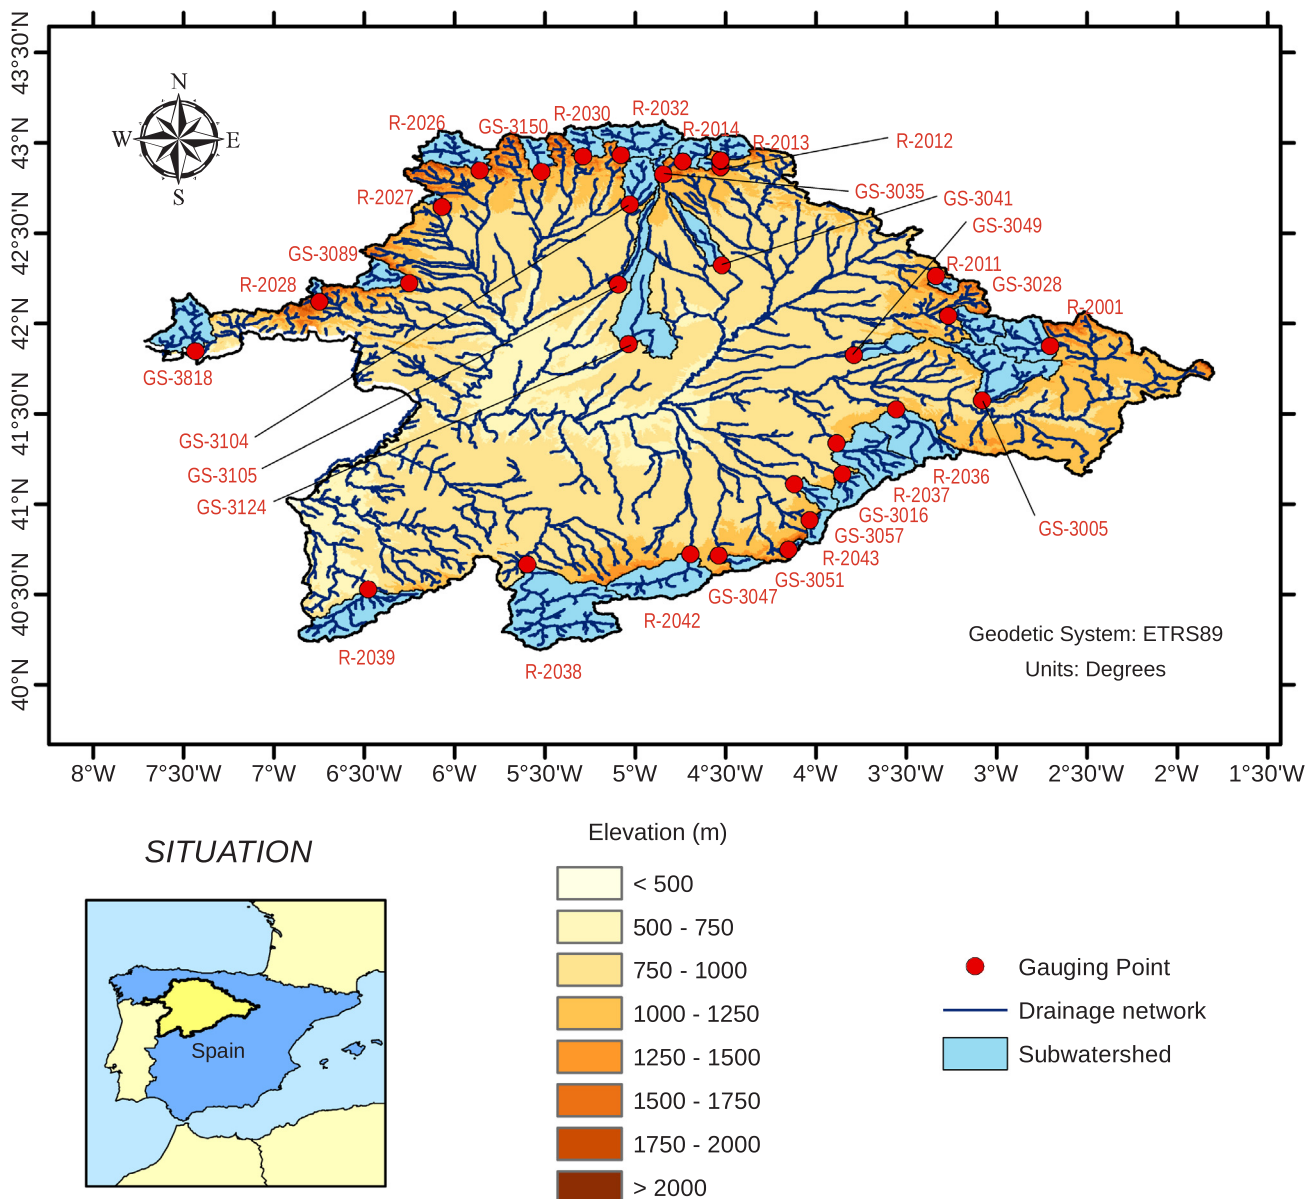 43°30'N
43°N
42°30'N
42°N
41°30'N
41°N
40°30'N
40°N
N
W
E
S
R-2026
GS-3150
R-2030
R-2032
R-2014
R-2013
R-2012
R-2027
GS-3035
GS-3041
GS-3049
GS-3089
R-2028
R-2011
GS-3028
R-2001
GS-3818
GS-3104
GS-3105
GS-3124
R-2036
R-2037
GS-3016
GS-3057
R-2043
GS-3051
GS-3047
GS-3005
R-2042
R-2039
R-2038
Geodetic System: ETRS89
Units: Degrees
8°W
7°30'W
7°W
6°30'W
6°W
5°30'W
5°W
4°30'W
4°W
3°30'W
3°W
2°30'W
2°W
1°30'W
SITUATION
Spain
Elevation (m)
< 500
500 - 750
750 - 1000
1000 - 1250
1250 - 1500
1500 - 1750
1750 - 2000
> 2000
Gauging Point
Drainage network
Subwatershed